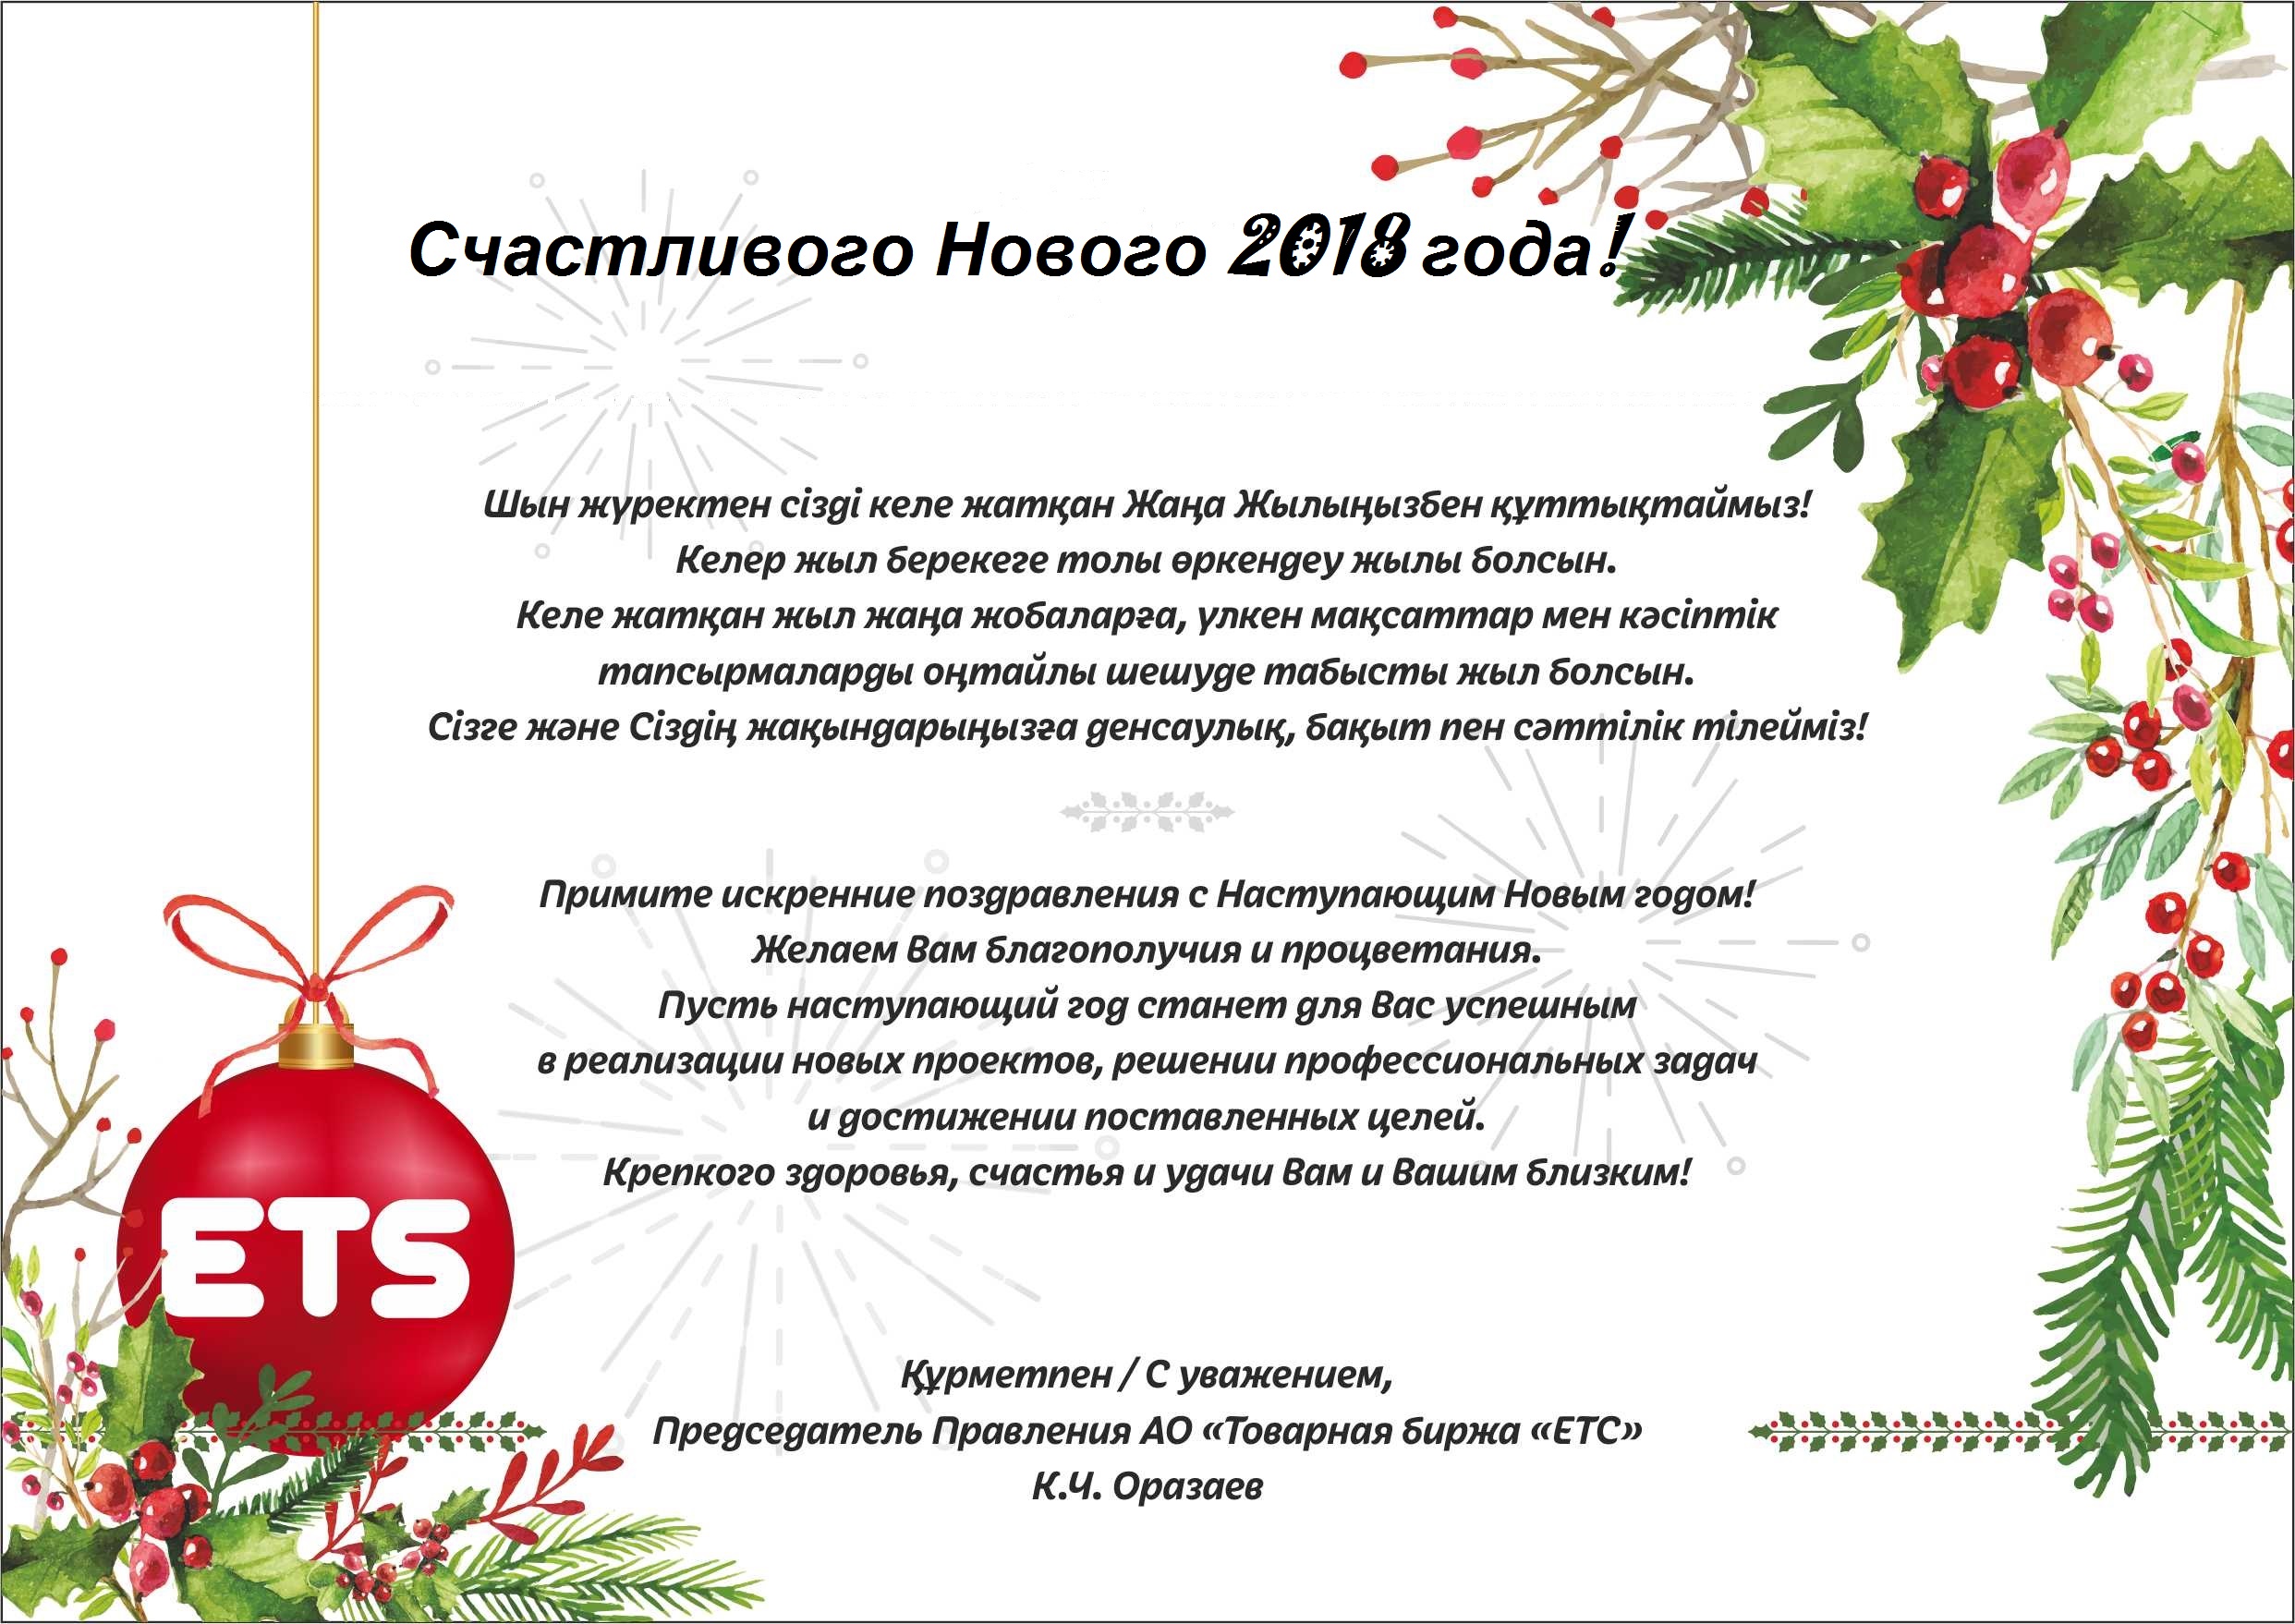 Счастливого Нового 2018 года!
Шын жүректен сізді келе жатқан Жаңа Жылыңызбен құттықтаймыз!
Келер жыл берекеге толы өркендеу жылы болсын.
Келе жатқан жыл жаңа жобаларға, үлкен мақсаттар мен кәсіптік
тапсырмаларды оңтайлы шешуде табысты жыл болсын.
Сізге және Сіздің жақындарыңызға денсаулық, бақыт пен сәттілік тілейміз!
Примите искренние поздравления с Наступающим Новым годом!
Желаем Вам благополучия и процветания.
Пусть наступающий год станет для Вас успешным
в реализации новых проектов, решении профессиональных задач
и достижении поставленных целей.
Крепкого здоровья, счастья и удачи Вам и Вашим близким!
ETS
Құрметпен / С уважением,
Председатель Правления АО «Товарная биржа «ЕТС»
К.Ч. Оразаев